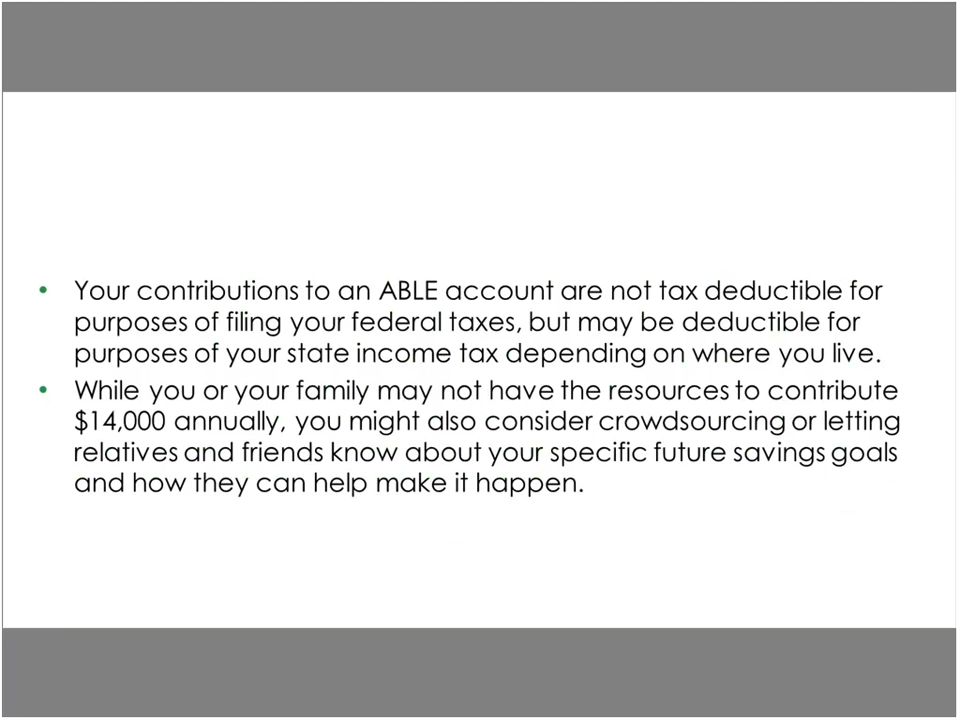 • Your contributions to an ABLE account are not tax deductible for
purposes of filing your federal taxes, but may be deductible for
purposes of your state income tax depending on where you live.
• While you or your family may not have the resources to contribute
$14,000 annually, you might also consider crowdsourcing or letting
relatives and friends know about your specific future savings goals
and how they can help make it happen.